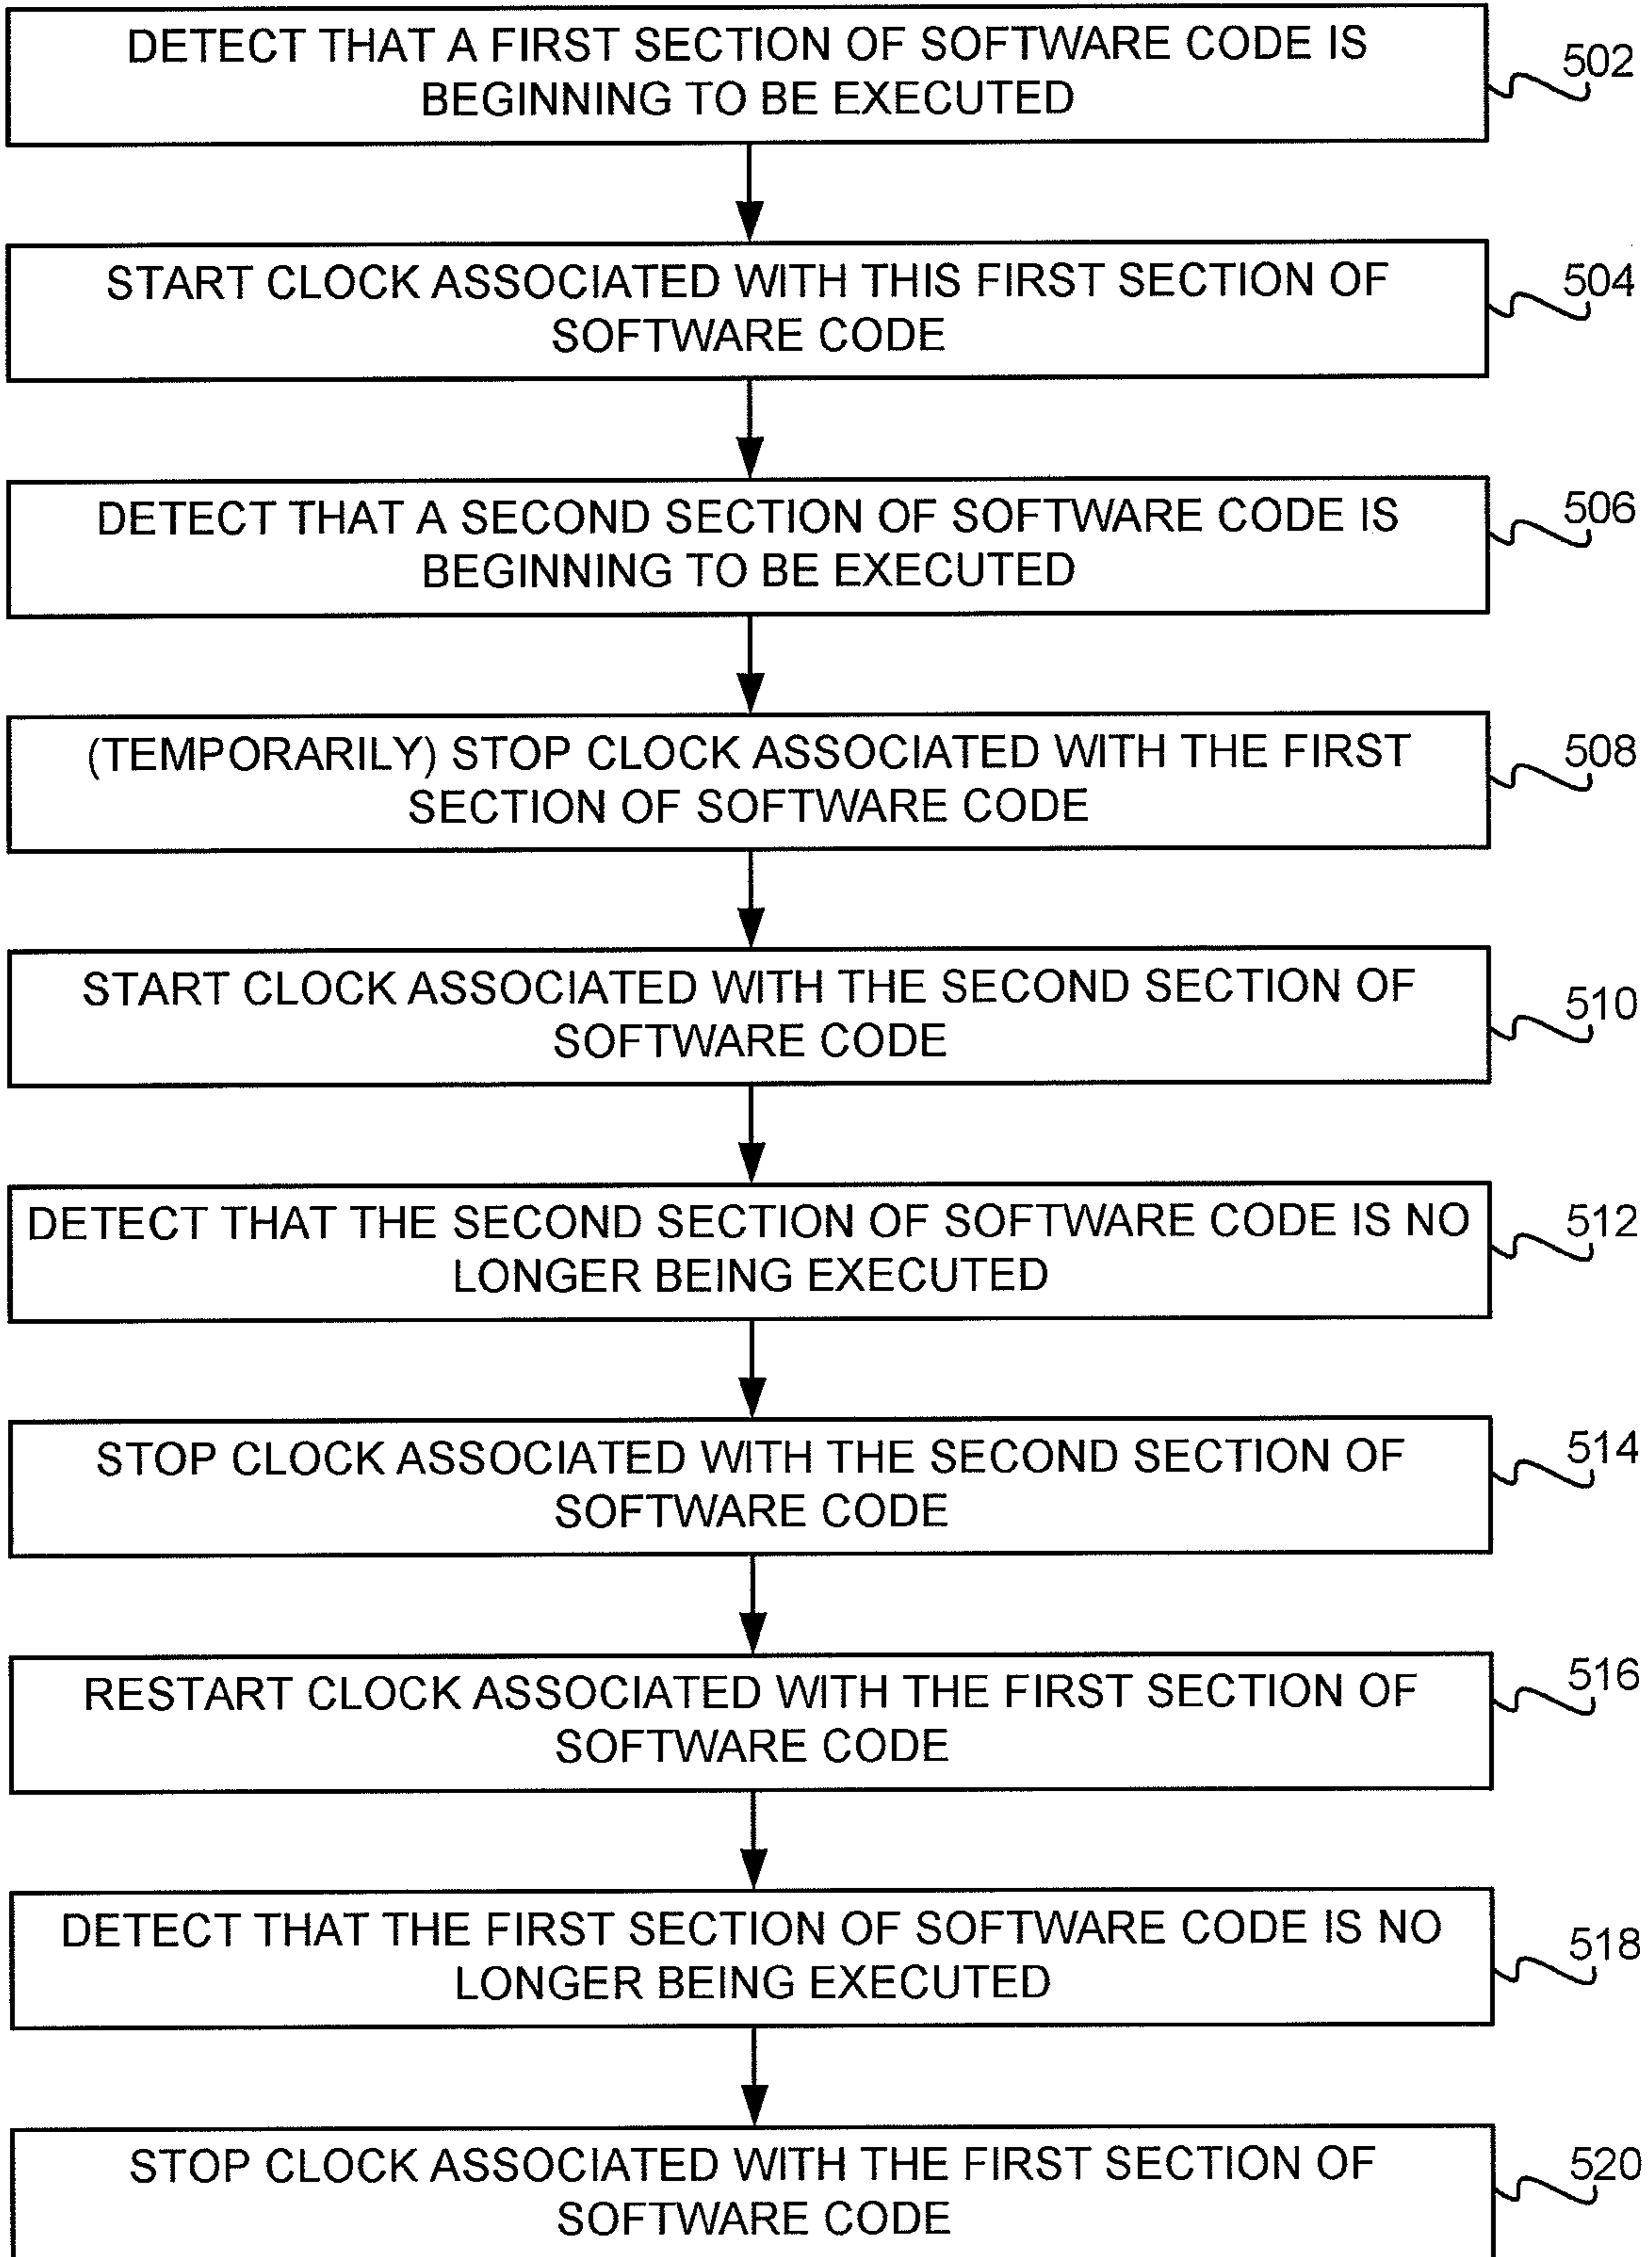 DETECT THAT A FIRST SECTION OF SOFTWARE CODE IS
BEGINNING TO BE EXECUTED
502
START CLOCK ASSOCIATED WITH THIS FIRST SECTION OF
SOFTWARE CODE
504
DETECT THAT A SECOND SECTION OF SOFTWARE CODE IS
BEGINNING TO BE EXECUTED
506
(TEMPORARILY) STOP CLOCK ASSOCIATED WITH THE FIRST
SECTION OF SOFTWARE CODE
508
START CLOCK ASSOCIATED WITH THE SECOND SECTION OF
SOFTWARE CODE
510
DETECT THAT THE SECOND SECTION OF SOFTWARE CODE IS NO
LONGER BEING EXECUTED
512
STOP CLOCK ASSOCIATED WITH THE SECOND SECTION OF
SOFTWARE CODE
514
RESTART CLOCK ASSOCIATED WITH THE FIRST SECTION OF
SOFTWARE CODE
516
DETECT THAT THE FIRST SECTION OF SOFTWARE CODE IS NO
LONGER BEING EXECUTED
518
STOP CLOCK ASSOCIATED WITH THE FIRST SECTION OF
SOFTWARE CODE
520